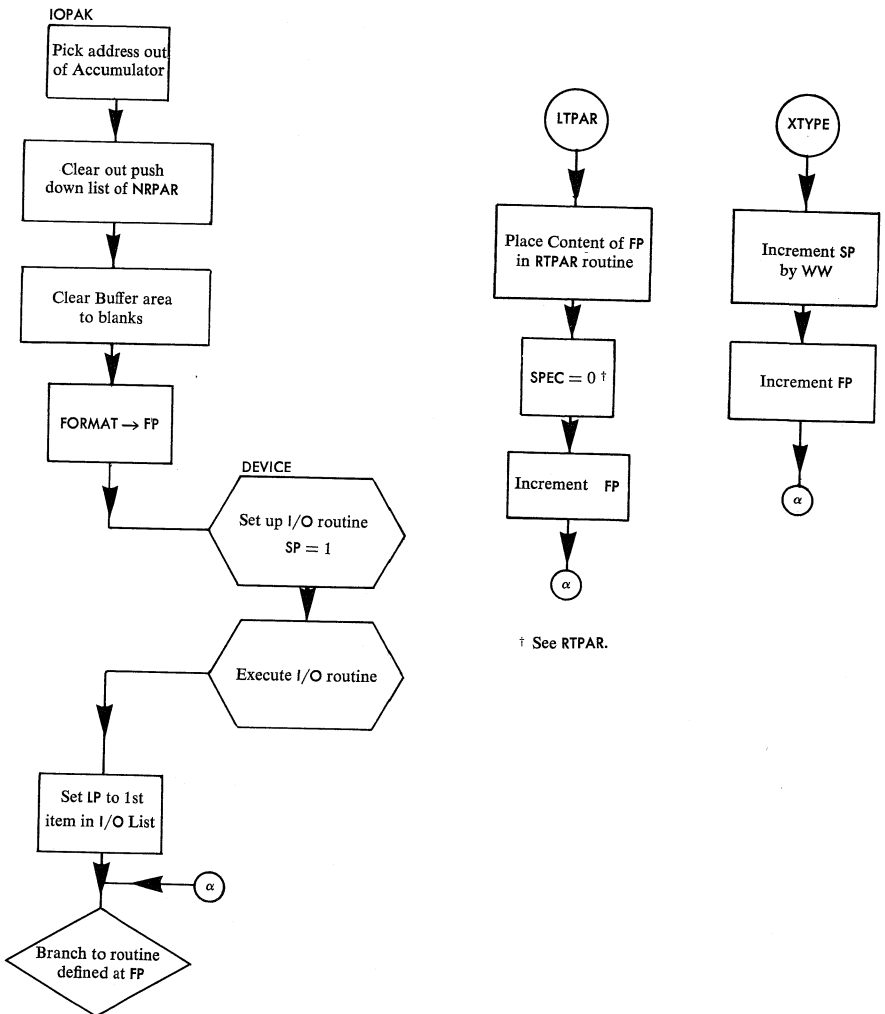 IOPAK
Pick address out
of Accumulator
Clear out push
down list of NRPAR
Clear Buffer area
to blanks
FORMAT → FP
DEVICE
Set up I/O routine
SP = 1
Execute I/O routine
Set LP to 1st
item in I/O List
α
Branch to routine
defined at FP
LTPAR
Place Content of FP
in RTPAR routine
SPEC = 0 †
Increment FP
α
† See RTPAR.
XTYPE
Increment SP
by WW
Increment FP
α